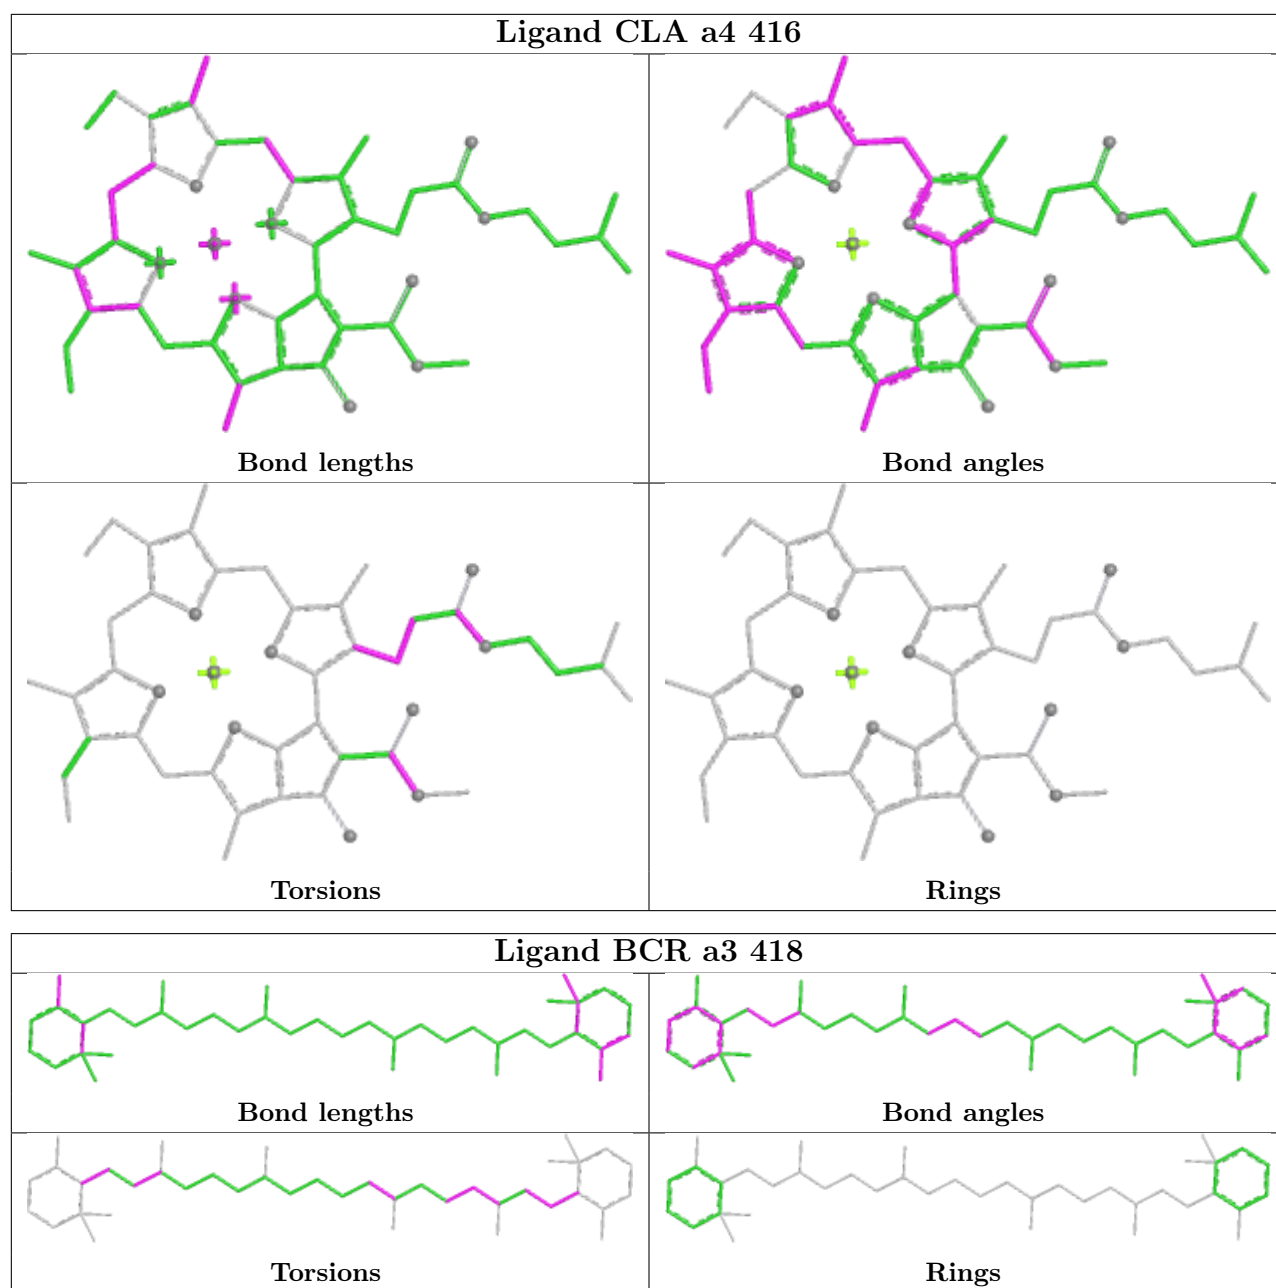 Ligand CLA a4 416
Bond lengths
Bond angles
Torsions
Rings
Ligand BCR a3 418
Bond lengths
Bond angles
Torsions
Rings